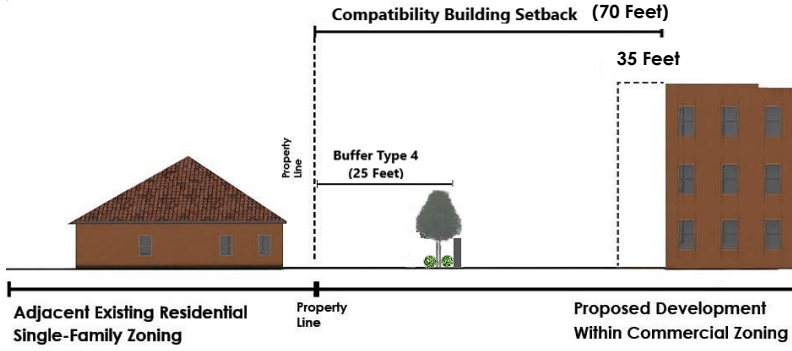 Compatibility Building Setback (70 Feet)
35 Feet
Property
Line
Buffer Type 4
(25 Feet)
Adjacent Existing Residential
Single-Family Zoning
Property
Line
Proposed Development
Within Commercial Zoning